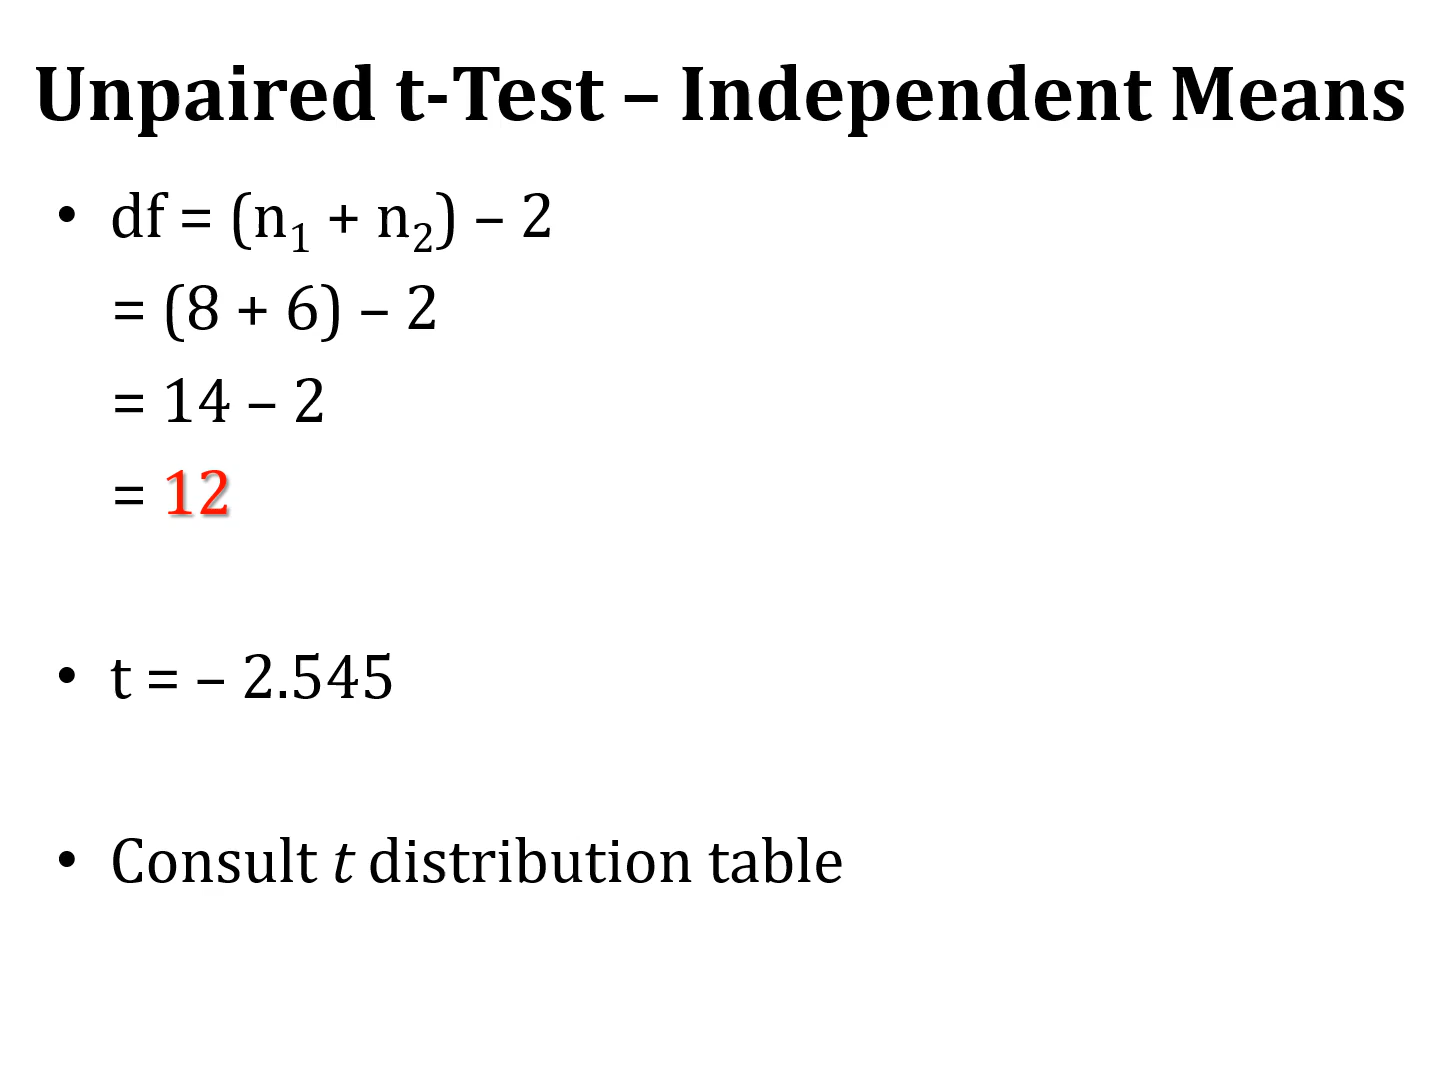 Unpaired t-Test – Independent Means
• df = (n₁ + n₂) – 2
= (8 + 6) – 2
= 14 – 2
= 12
• t = – 2.545
• Consult t distribution table